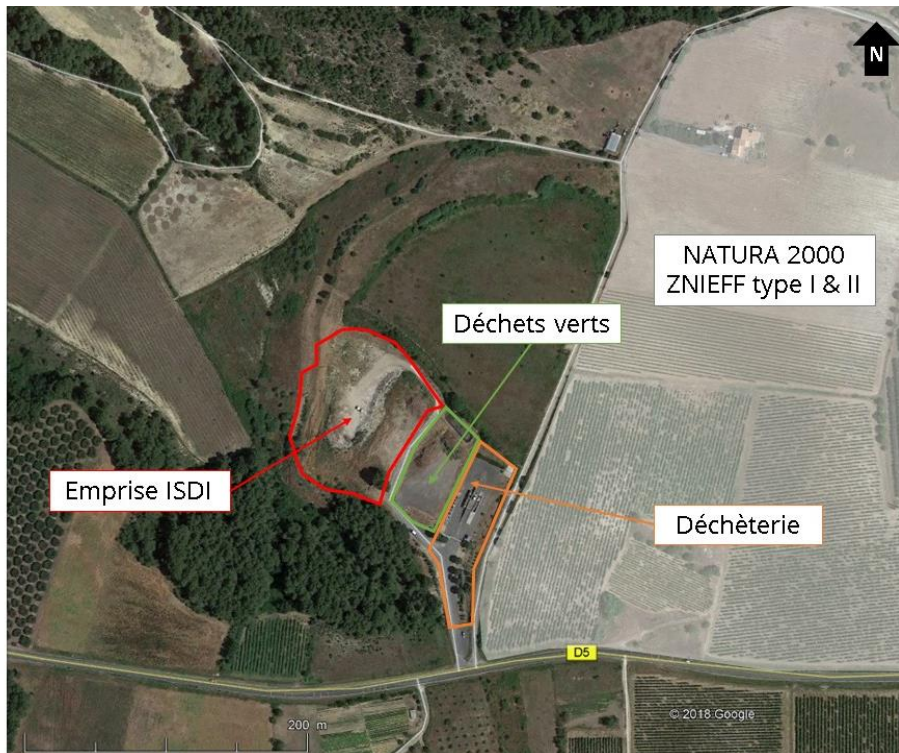 N
NATURA 2000
ZNIEFF type I & II
Déchets verts
Emprise ISDI
Déchèterie
D5
200 m
© 2018 Google